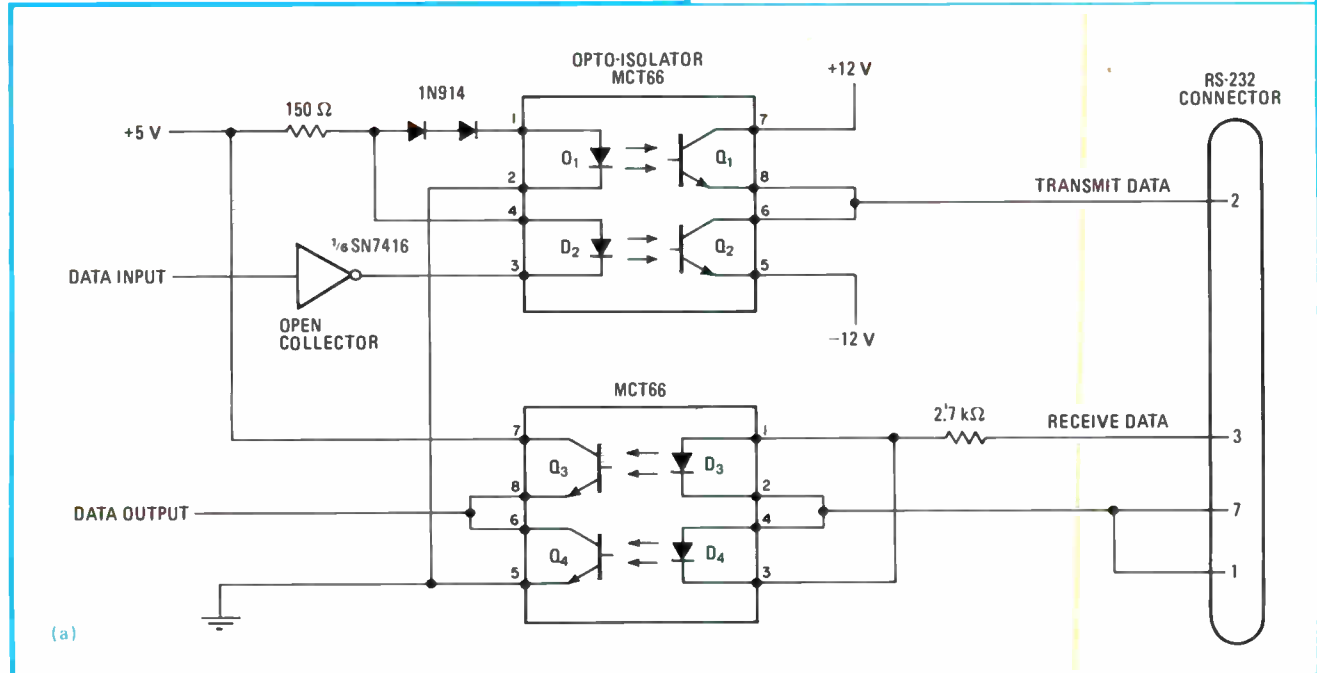 OPTO-ISOLATOR
MCT66
+12 V
RS-232
CONNECTOR
1N914
150 Ω
+5 V
1
7
O₁
Q₁
2
8
TRANSMIT DATA
2
4
6
1/6 SN7416
D₂
Q₂
DATA INPUT
3
5
OPEN
COLLECTOR
-12 V
MCT66
2.7 kΩ
RECEIVE DATA
7
1
3
Q₃
D₃
8
2
DATA OUTPUT
7
6
4
Q₄
D₄
5
3
1
(a)